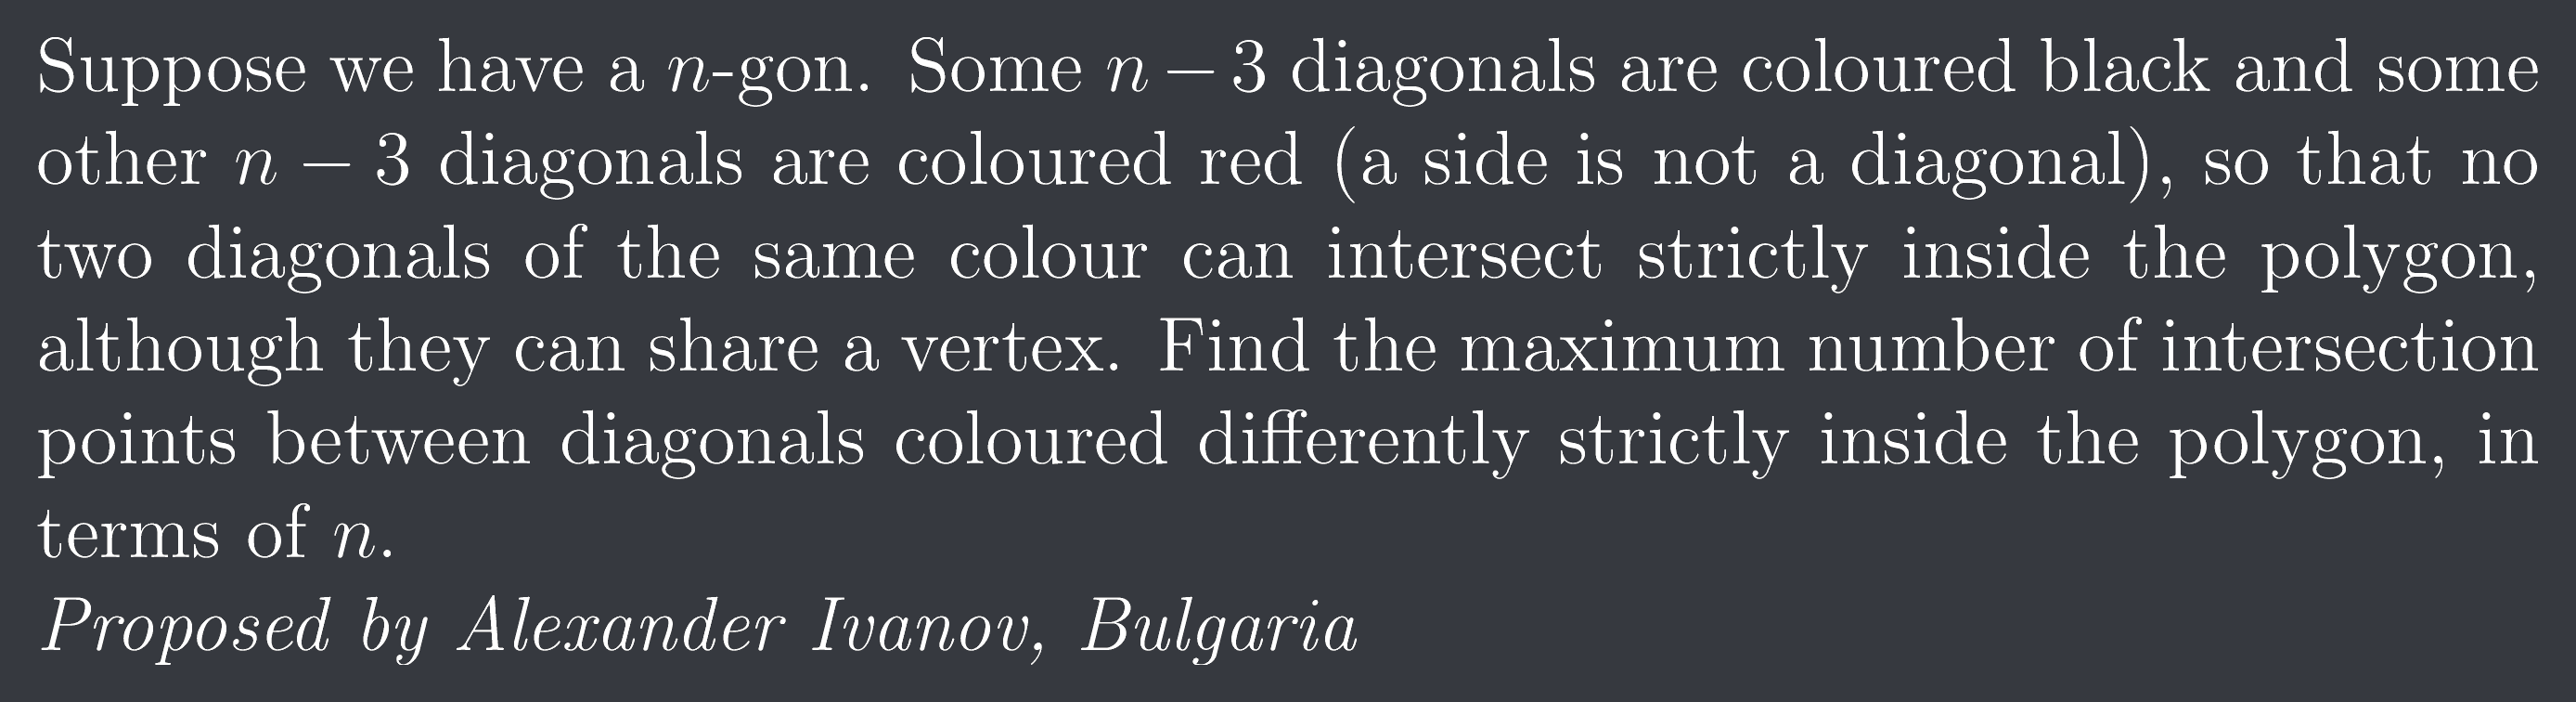 Suppose we have a n-gon. Some n − 3 diagonals are coloured black and some
other n − 3 diagonals are coloured red (a side is not a diagonal), so that no
two diagonals of the same colour can intersect strictly inside the polygon,
although they can share a vertex. Find the maximum number of intersection
points between diagonals coloured differently strictly inside the polygon, in
terms of n.
Proposed by Alexander Ivanov, Bulgaria